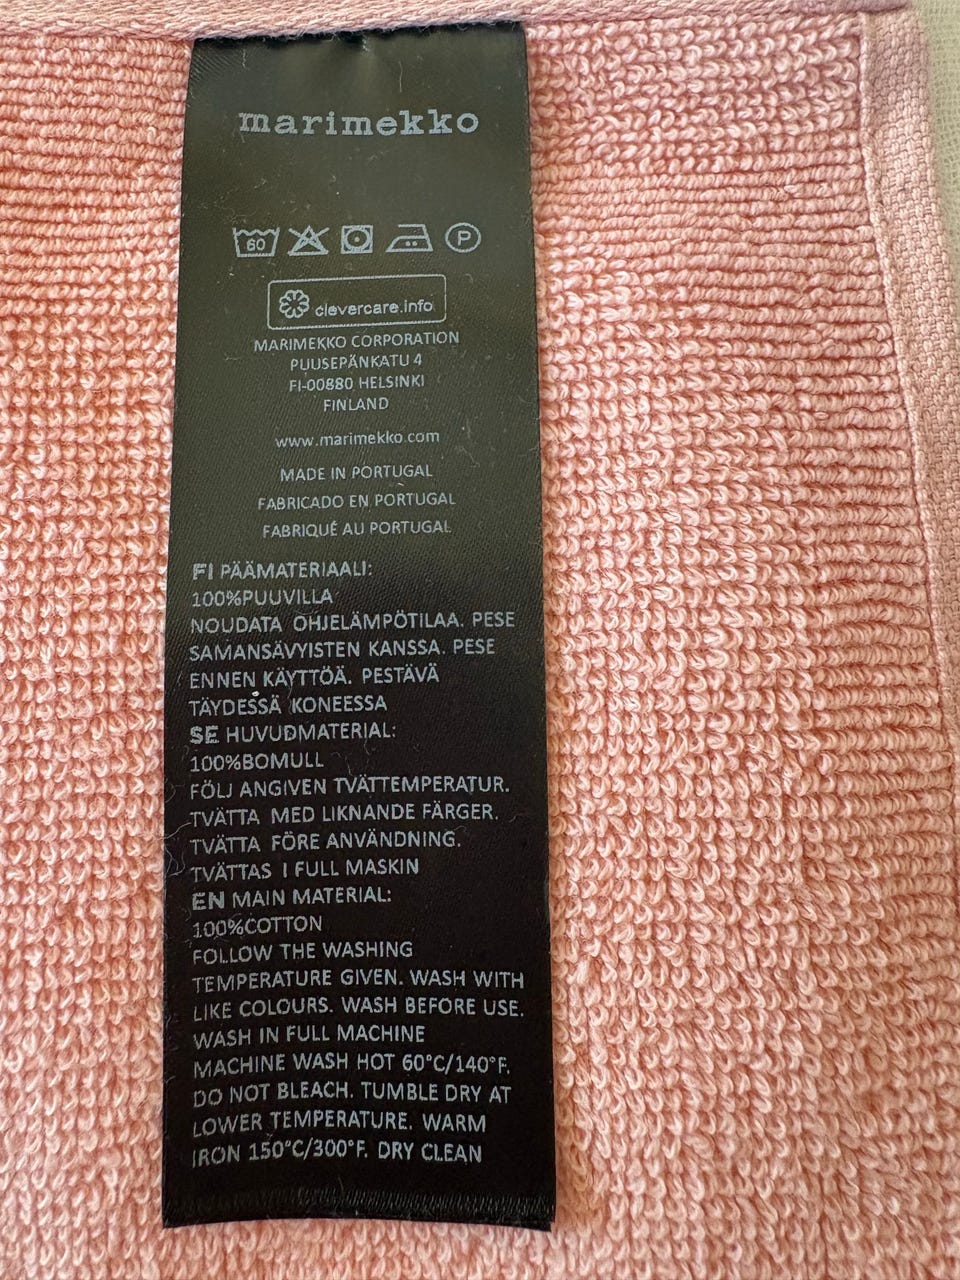 marimekko
60 P
clevercare.info
MARIMEKKO CORPORATION
PUUSEPÄNKATU 4
FI-00880 HELSINKI
FINLAND
www.marimekko.com
MADE IN PORTUGAL
FABRICADO EN PORTUGAL
FABRIQUÉ AU PORTUGAL
FI PÄÄMATERIAALI:
100%PUUVILLA
NOUDATA OHJELÄMPÖTILAA. PESE
SAMANSÄVYISTEN KANSSA. PESE
ENNEN KÄYTTÖÄ. PESTÄVÄ
TÄYDESSÄ KONEESSA
SE HUVUDMATERIAL:
100%BOMULL
FÖLJ ANGIVEN TVÄTTEMPERATUR.
TVÄTTA MED LIKNANDE FÄRGER.
TVÄTTA FÖRE ANVÄNDNING.
TVÄTTAS I FULL MASKIN
EN MAIN MATERIAL:
100%COTTON
FOLLOW THE WASHING
TEMPERATURE GIVEN. WASH WITH
LIKE COLOURS. WASH BEFORE USE.
WASH IN FULL MACHINE
MACHINE WASH HOT 60°C/140°F.
DO NOT BLEACH. TUMBLE DRY AT
LOWER TEMPERATURE. WARM
IRON 150°C/300°F. DRY CLEAN